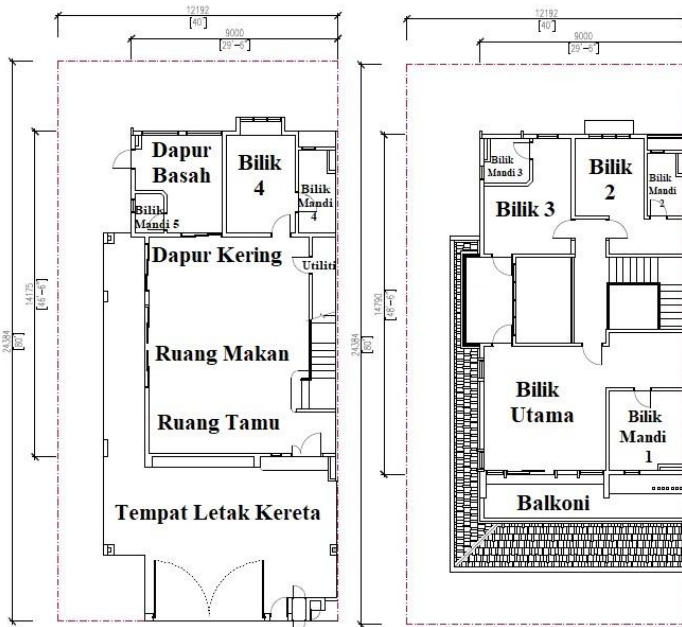 12192
[40']
9000
[29'-6"]
24384
[80']
14175
[46'-6"]
Dapur
Basah
Bilik
4
Bilik
Mandi
4
Bilik
Mandi 5
Dapur Kering
Utiliti
Ruang Makan
Ruang Tamu
Tempat Letak Kereta
12192
[40']
9000
[29'-6"]
24384
[80']
14790
[48'-6"]
Bilik
Mandi 3
Bilik
2
Bilik
Mandi
2
Bilik 3
Bilik
Utama
Bilik
Mandi
1
Balkoni